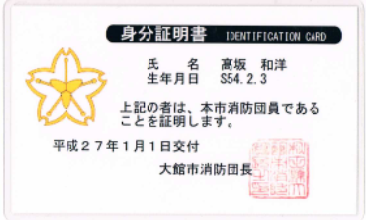 身分証明書 IDENTIFICATION CARD
氏 名 高坂 和洋
生年月日 S54.2.3
上記の者は、本市消防団員である
ことを証明します。
平成27年1月1日交付
大館市消防団長